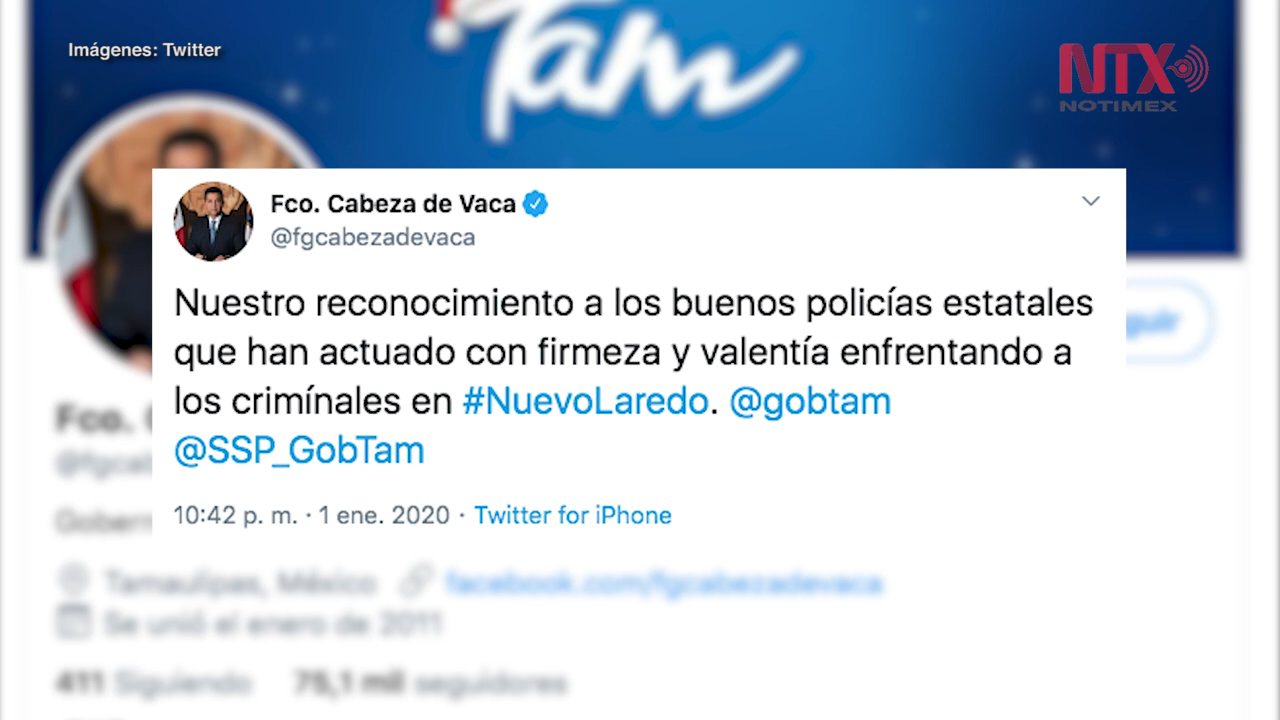 Imágenes: Twitter
Tam
NTX
NOTIMEX
Fco. Cabeza de Vaca
@fgcabezadevaca
Nuestro reconocimiento a los buenos policías estatales
que han actuado con firmeza y valentía enfrentando a
los crimínales en #NuevoLaredo. @gobtam
@SSP_GobTam
10:42 p. m. · 1 ene. 2020 · Twitter for iPhone
Fco.
Tamaulipas, México facebook.com/fgcabezadevaca
Se unió el enero de 2011
411 Siguiendo 75,1 mil seguidores